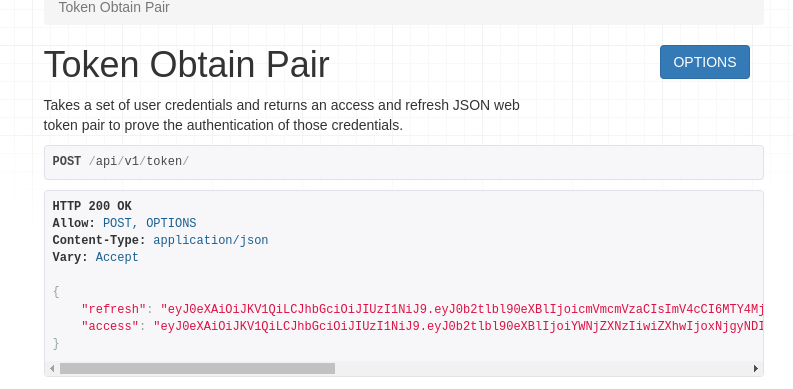 Token Obtain Pair
Token Obtain Pair
OPTIONS
Takes a set of user credentials and returns an access and refresh JSON web
token pair to prove the authentication of those credentials.
POST /api/v1/token/
HTTP 200 OK
Allow: POST, OPTIONS
Content-Type: application/json
Vary: Accept
{
"refresh": "eyJ0eXAiOiJKV1QiLCJhbGciOiJIUzI1NiJ9.eyJ0b2tlbl90eXBlIjoicmVmcmVzaCIsImV4cCI6MTY4Mj
"access": "eyJ0eXAiOiJKV1QiLCJhbGciOiJIUzI1NiJ9.eyJ0b2tlbl90eXBlIjoiYWNjZXNzIiwiZXhwIjoxNjgyNDI
}